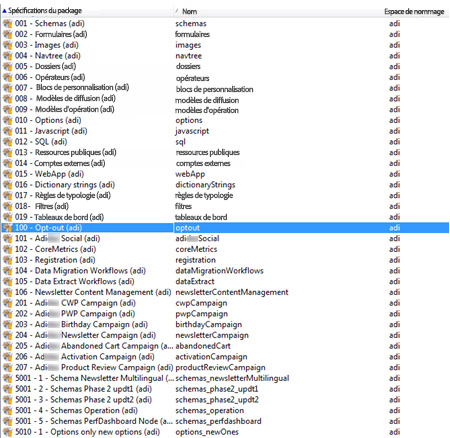 Spécifications du package Nom Espace de nommage
001 - Schemas (adi) schemas adi
002 - Formulaires (adi) formulaires adi
003 - Images (adi) images adi
004 - Navtree (adi) navtree adi
005 - Dossiers (adi) dossiers adi
006 - Opérateurs (adi) opérateurs adi
007 - Blocs de personnalisation (adi) blocs de personnalisation adi
008 - Modèles de diffusion (adi) modèles de diffusion adi
009 - Modèles d'opération (adi) modèles d'opération adi
010 - Options (adi) options adi
011 - Javascript (adi) javascript adi
012 - SQL (adi) sql adi
013 - Ressources publiques (adi) ressources publiques adi
014 - Comptes externes (adi) comptes externes adi
015 - WebApp (adi) webApp adi
016 - Dictionary strings (adi) dictionaryStrings adi
017 - Règles de typologie (adi) règles de typologie adi
018- Filtres (adi) filtres adi
019 - Tableaux de bord (adi) tableaux de bord adi
100 - Opt-out (adi) optout adi
101 - Adi Social (adi) adi Social adi
102 - CoreMetrics (adi) coreMetrics adi
103 - Registration (adi) registration adi
104 - Data Migration Workflows (adi) dataMigrationWorkflows adi
105 - Data Extract Workflows (adi) dataExtract adi
106 - Newsletter Content Management (adi) newsletterContentManagement adi
201 - Adi CWP Campaign (adi) cwpCampaign adi
202 - Adi PWP Campaign (adi) pwpCampaign adi
203 - Adi Birthday Campaign (adi) birthdayCampaign adi
204 - Adi Newsletter Campaign (adi) newsletterCampaign adi
205 - Adi Abandoned Cart Campaign (a... abandonedCart adi
206 - Adi Activation Campaign (adi) activationCampaign adi
207 - Adi Product Review Campaign (adi) productReviewCampaign adi
5001 - 1 - Schema Newsletter Multilingual (... schemas_newsletterMultilingual adi
5001 - 2 - Schemas Phase 2 updt1 (adi) schemas_phase2_updt1 adi
5001 - 3 - Schemas Phase 2 updt2 (adi) schemas_phase2_updt2 adi
5001 - 4 - Schemas Operation (adi) schemas_operation adi
5001 - 5 - Schemas PerfDashboard Node (a... schemas_perfdashboard adi
5010 - 1 - Options only new options (adi) options_newOnes adi